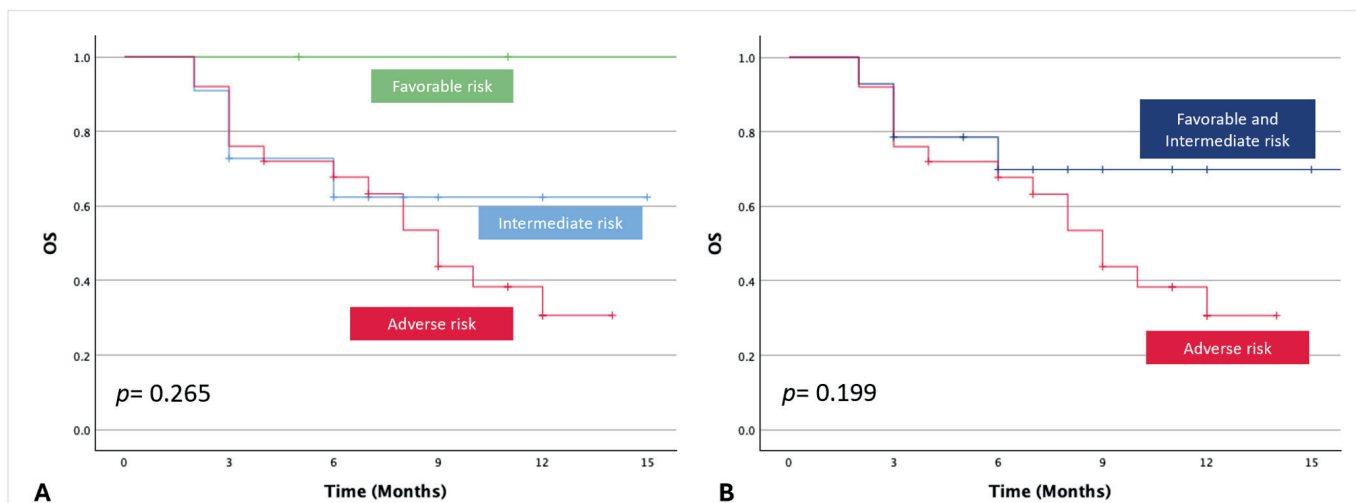 1.0
0.8
0.6
0.4
0.2
0.0
OS
Favorable risk
Intermediate risk
Adverse risk
p= 0.265
0 3 6 9 12 15
Time (Months)
A
1.0
0.8
0.6
0.4
0.2
0.0
OS
Favorable and
Intermediate risk
Adverse risk
p= 0.199
0 3 6 9 12 15
Time (Months)
B